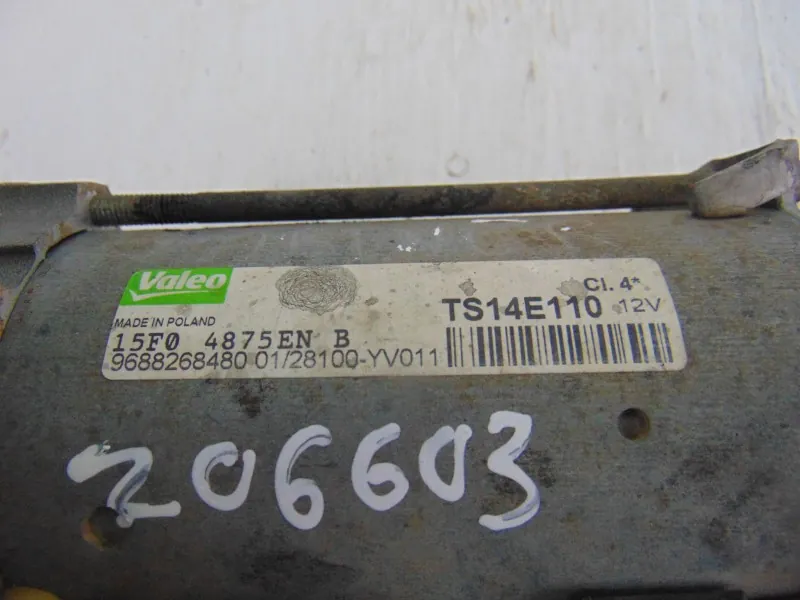 Valeo
Cl. 4*
MADE IN POLAND
TS14E110 12V
15F0 4875EN B
9688268480 01/28100-YV011
206603